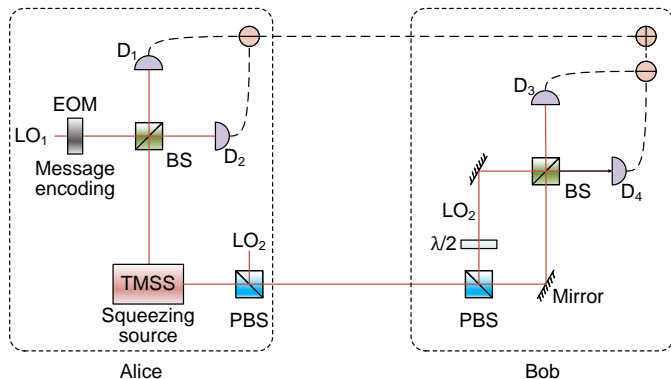 D₁
D₃
EOM
LO₁
BS
D₂
Message
encoding
BS
D₄
LO₂
LO₂
λ/2
TMSS
Squeezing
source
PBS
PBS
Mirror
Alice
Bob